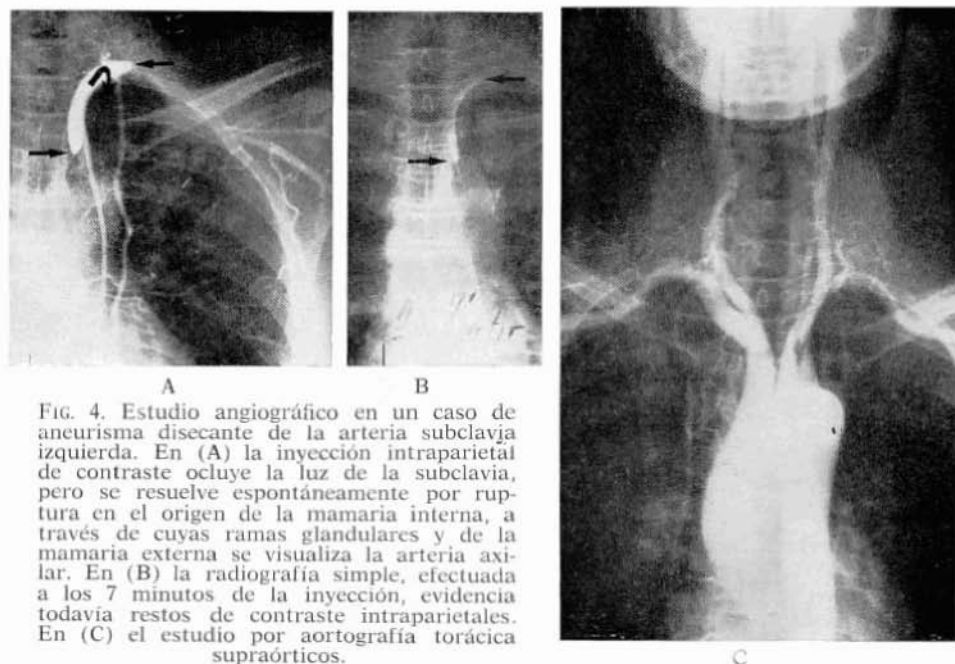 A
B
FIG. 4. Estudio angiográfico en un caso de
aneurisma disecante de la arteria subclavia
izquierda. En (A) la inyección intraparietal
de contraste ocluye la luz de la subclavia,
pero se resuelve espontáneamente por rup-
tura en el origen de la mamaria interna, a
través de cuyas ramas glandulares y de la
mamaria externa se visualiza la arteria axi-
lar. En (B) la radiografía simple, efectuada
a los 7 minutos de la inyección, evidencia
todavía restos de contraste intraparietales.
En (C) el estudio por aortografía torácica
supraórticos.
C